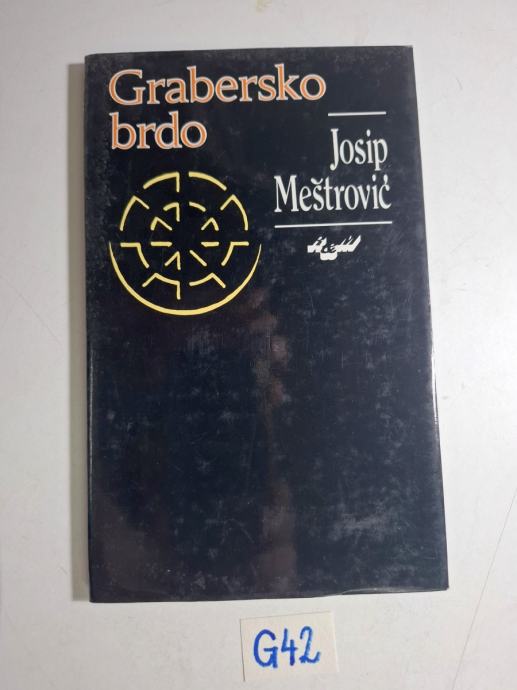 Grabersko
brdo
Josip
Meštrović
G42